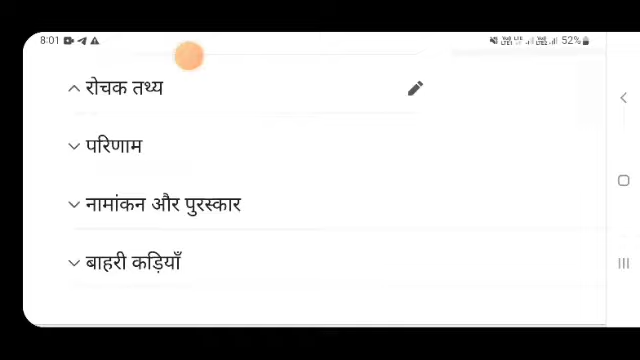 8:01 52%
रोचक तथ्य
परिणाम
नामांकन और पुरस्कार
बाहरी कड़ियाँ